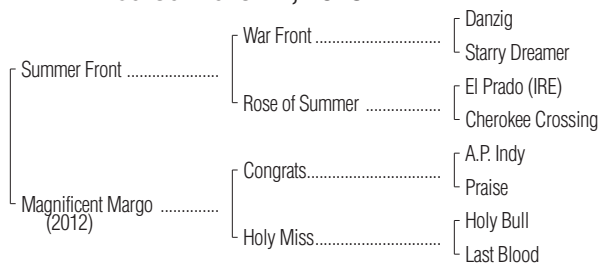 War Front .................... Danzig
Starry Dreamer
Summer Front .....................
Rose of Summer .................. El Prado (IRE)
Cherokee Crossing
Congrats................................ A.P. Indy
Praise
Magnificent Margo .............
(2012)
Holy Miss.............................. Holy Bull
Last Blood